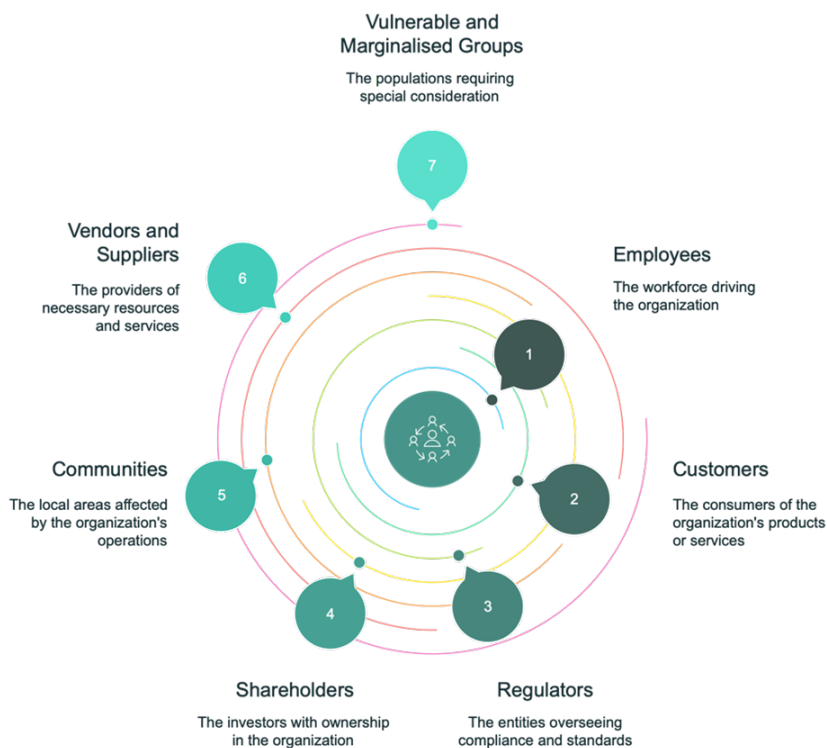 Vulnerable and
Marginalised Groups
The populations requiring
special consideration
7
Vendors and
Suppliers
The providers of
necessary resources
and services
6
Employees
The workforce driving
the organization
1
Communities
The local areas affected
by the organization's
operations
5
Customers
The consumers of the
organization's products
or services
2
4
3
Shareholders
The investors with ownership
in the organization
Regulators
The entities overseeing
compliance and standards